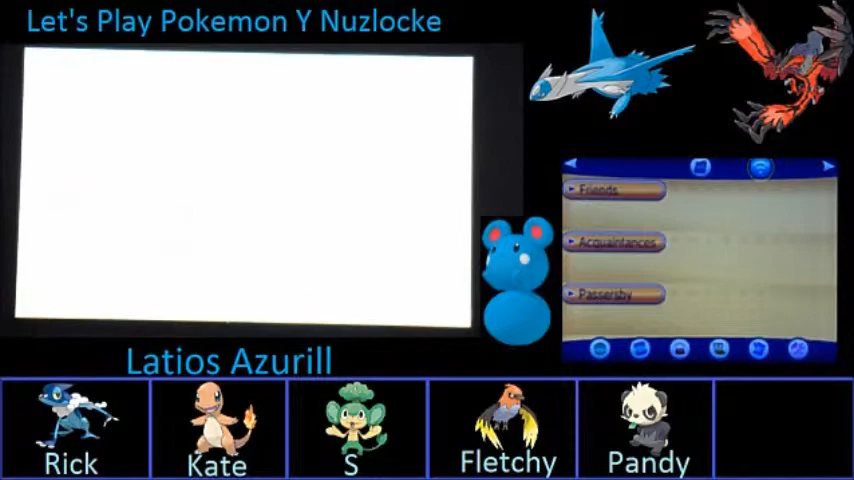 Let's Play Pokemon Y Nuzlocke
Friends
Acquaintances
Passersby
Latios Azurill
Rick
Kate
S
Fletchy
Pandy